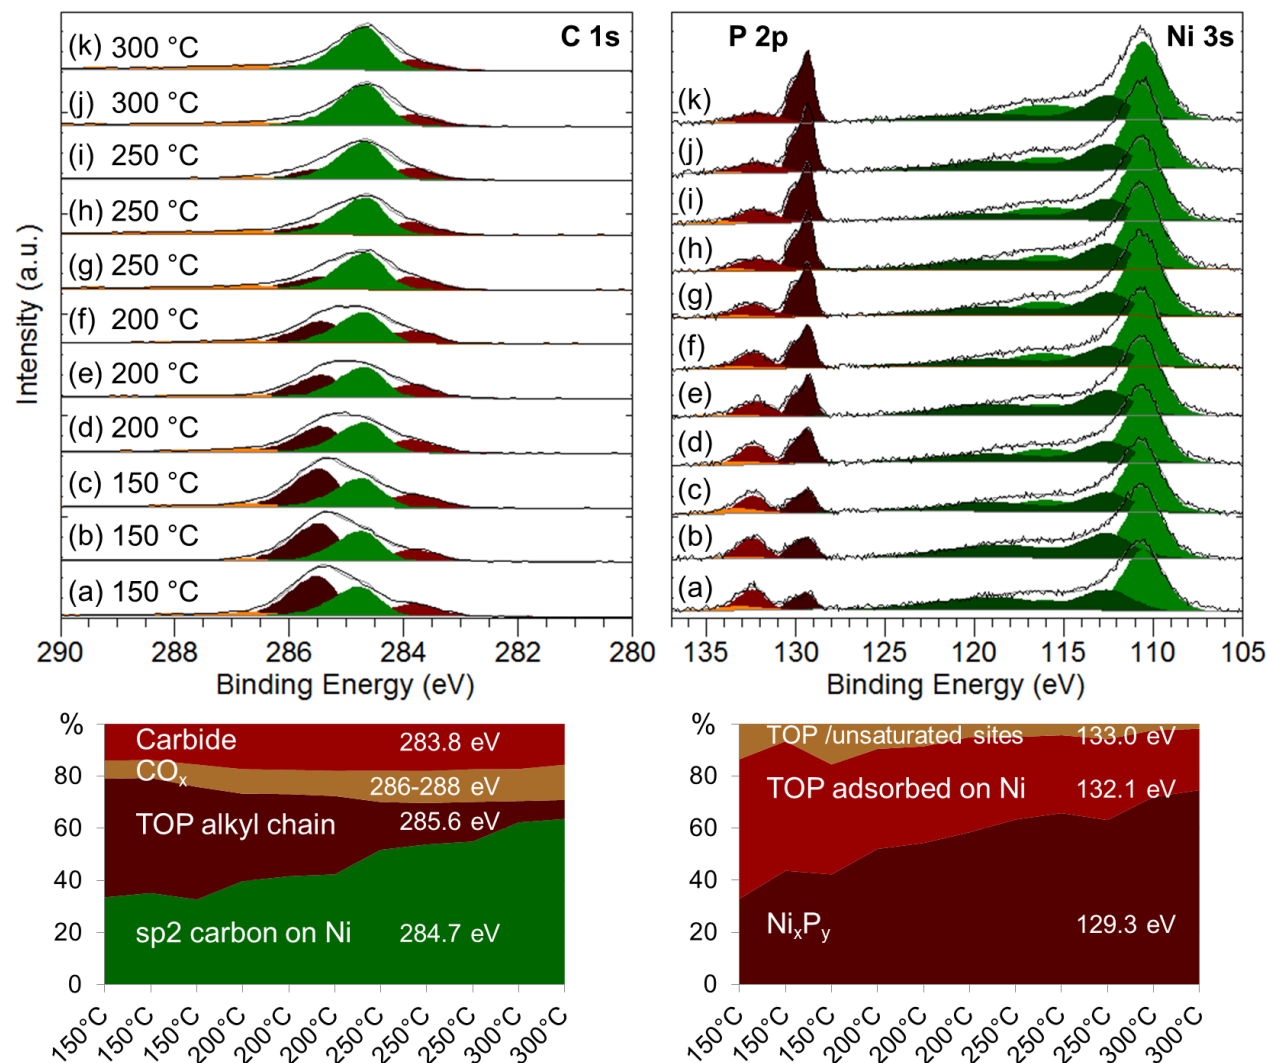 C 1s
(k) 300 °C
(j) 300 °C
(i) 250 °C
(h) 250 °C
(g) 250 °C
(f) 200 °C
(e) 200 °C
(d) 200 °C
(c) 150 °C
(b) 150 °C
(a) 150 °C
Intensity (a.u.)
290 288 286 284 282 280
Binding Energy (eV)
P 2p Ni 3s
(k)
(j)
(i)
(h)
(g)
(f)
(e)
(d)
(c)
(b)
(a)
135 130 125 120 115 110 105
Binding Energy (eV)
%
80
60
40
20
0
Carbide 283.8 eV
COx 286-288 eV
TOP alkyl chain 285.6 eV
sp2 carbon on Ni 284.7 eV
150°C 150°C 150°C 200°C 200°C 200°C 250°C 250°C 250°C 300°C 300°C
%
80
60
40
20
0
TOP /unsaturated sites 133.0 eV
TOP adsorbed on Ni 132.1 eV
NixPy 129.3 eV
150°C 150°C 150°C 200°C 200°C 200°C 250°C 250°C 250°C 300°C 300°C